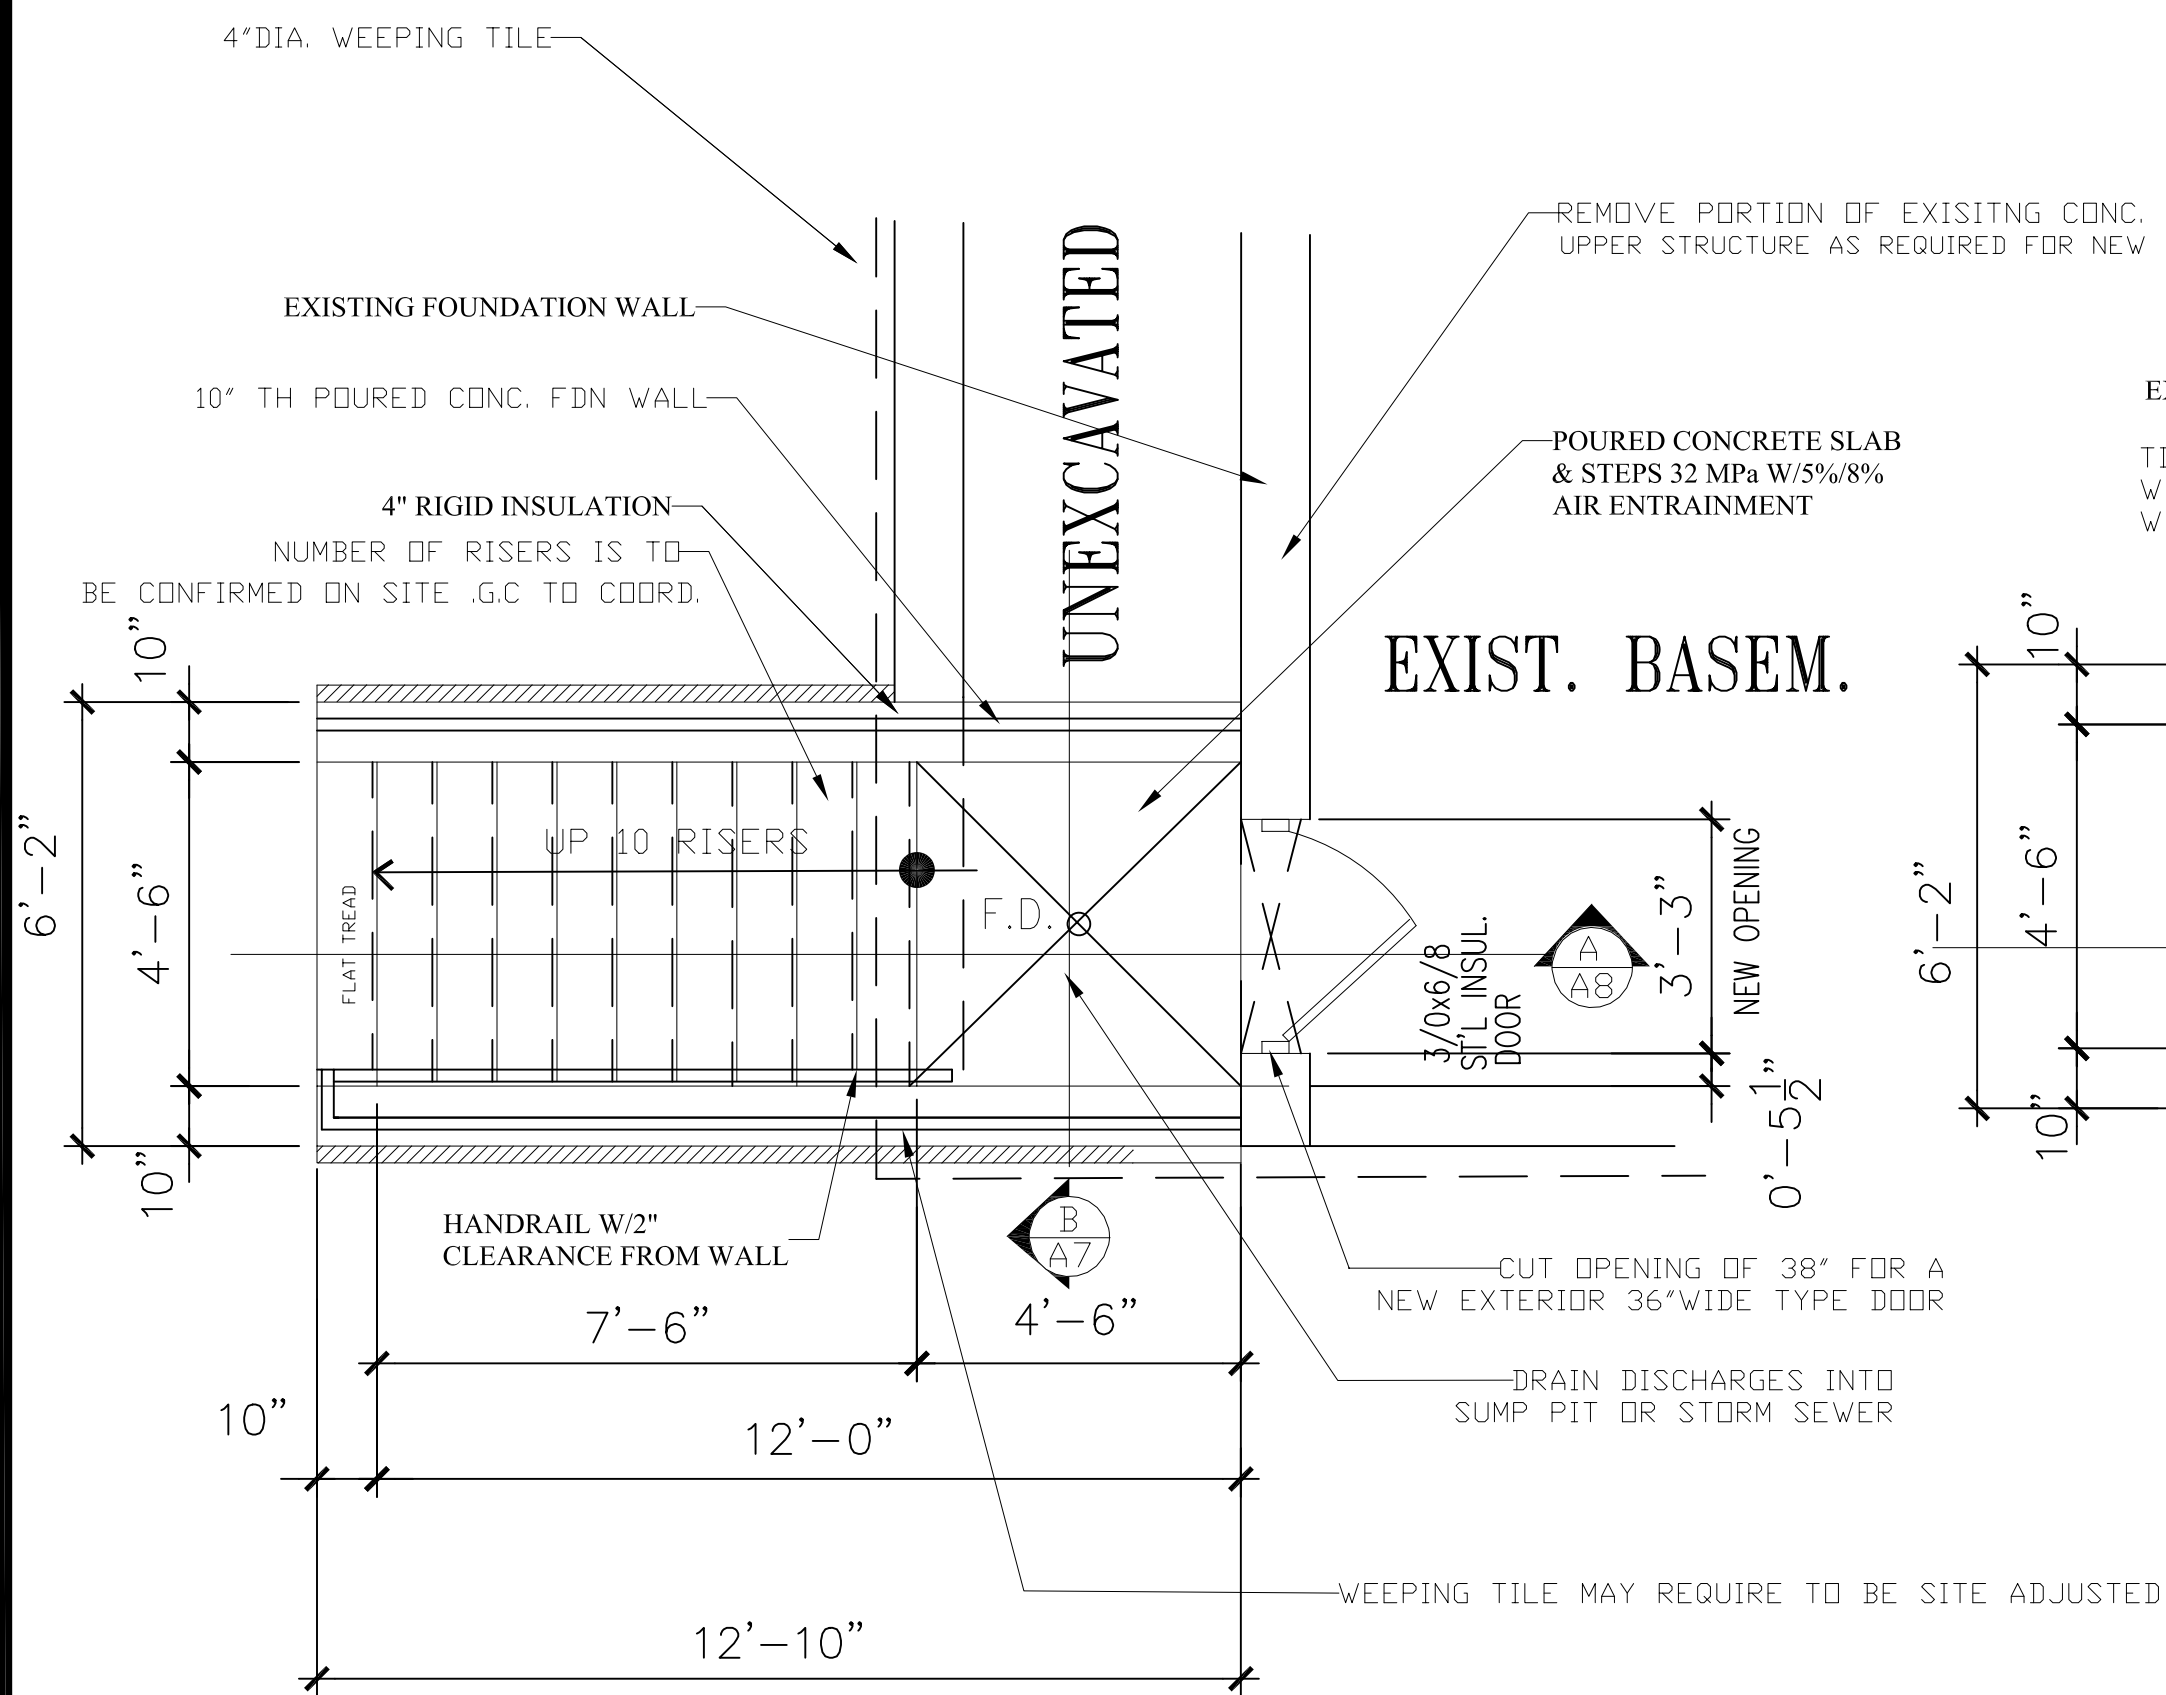 4"DIA. WEEPING TILE
EXISTING FOUNDATION WALL
10" TH POURED CONC. FDN WALL
4" RIGID INSULATION
NUMBER OF RISERS IS TO
BE CONFIRMED ON SITE .G.C TO COORD.
UNEXCAVATED
REMOVE PORTION OF EXISITNG CONC.
UPPER STRUCTURE AS REQUIRED FOR NEW
POURED CONCRETE SLAB
& STEPS 32 MPa W/5%/8%
AIR ENTRAINMENT
EXIST. BASEM.
10"
6'-2"
4'-6"
10"
FLAT TREAD
UP 10 RISERS
F.D.
3/0x6/8
ST'L INSUL.
DOOR
A
A8
3'-3"
NEW OPENING
0'-5 1/2"
10"
6'-2"
4'-6"
10"
HANDRAIL W/2"
CLEARANCE FROM WALL
B
A7
CUT OPENING OF 38" FOR A
NEW EXTERIOR 36"WIDE TYPE DOOR
7'-6"
4'-6"
DRAIN DISCHARGES INTO
SUMP PIT OR STORM SEWER
10"
12'-0"
WEEPING TILE MAY REQUIRE TO BE SITE ADJUSTED
12'-10"